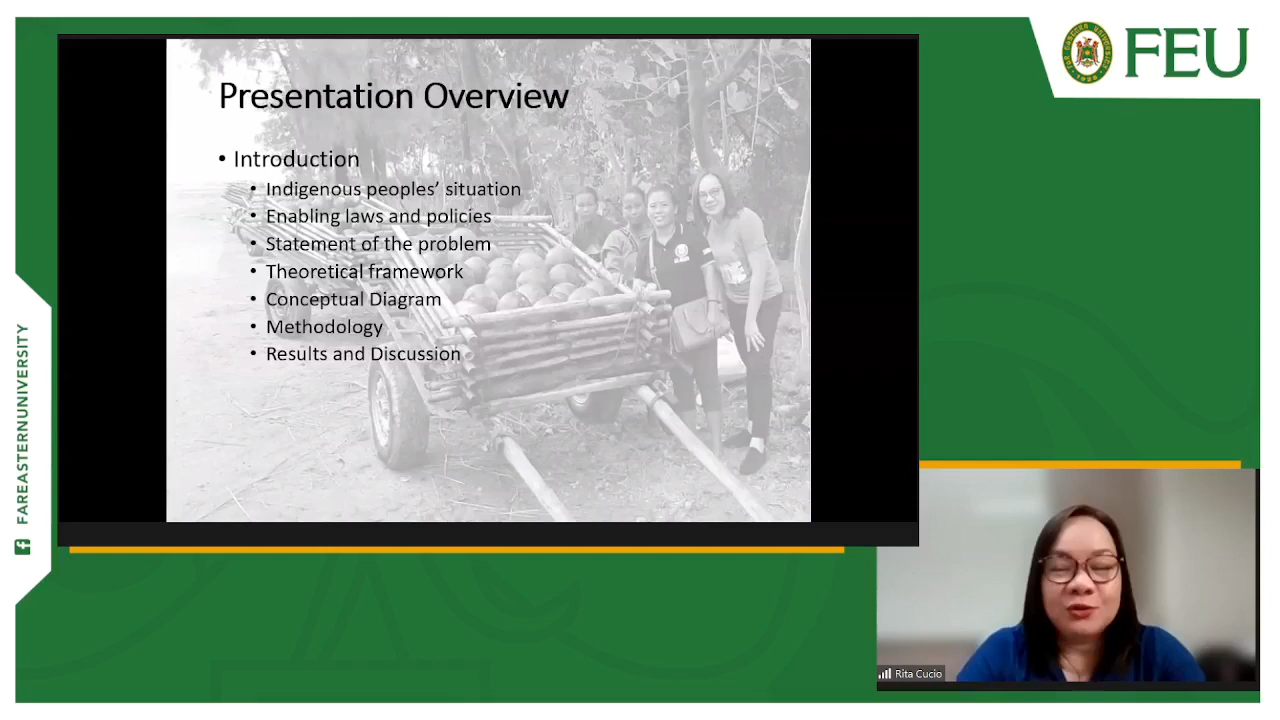 FEU
Presentation Overview
• Introduction
• Indigenous peoples’ situation
• Enabling laws and policies
• Statement of the problem
• Theoretical framework
• Conceptual Diagram
• Methodology
• Results and Discussion
FAREASTERNUNIVERSITY
Rita Cucio